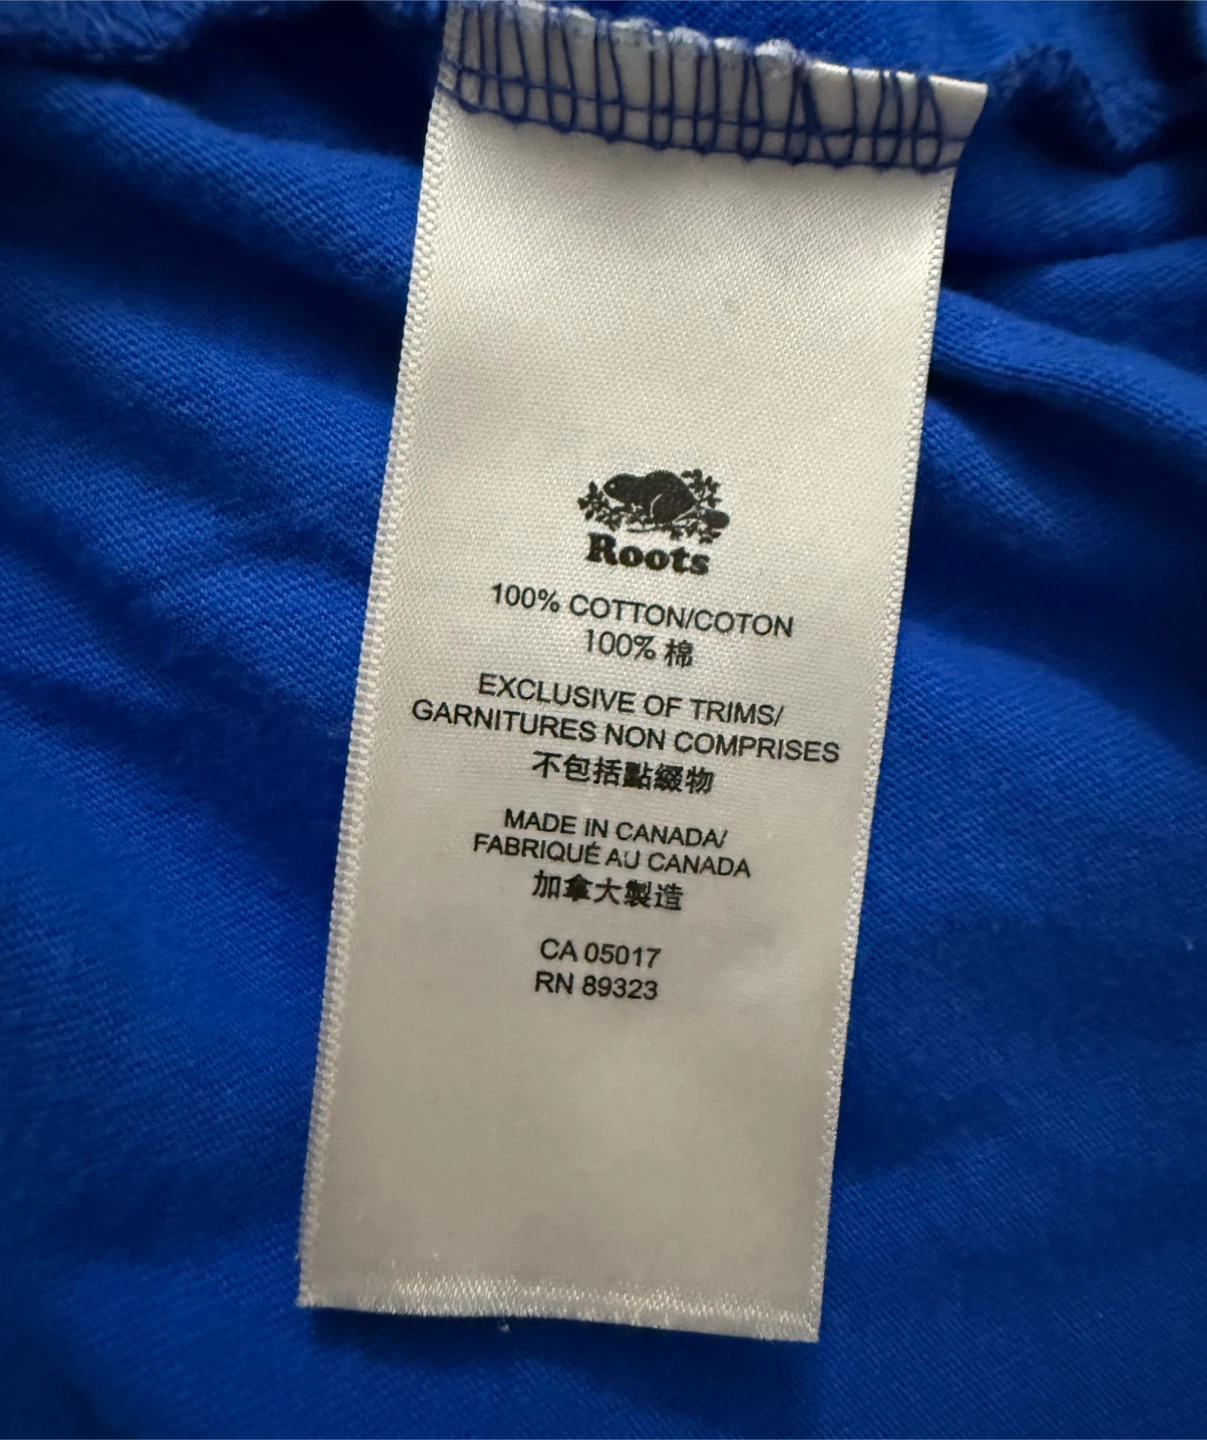 Roots
100% COTTON/COTON
100% 棉
EXCLUSIVE OF TRIMS/
GARNITURES NON COMPRISES
不包括點綴物
MADE IN CANADA/
FABRIQUÉ AU CANADA
加拿大製造
CA 05017
RN 89323